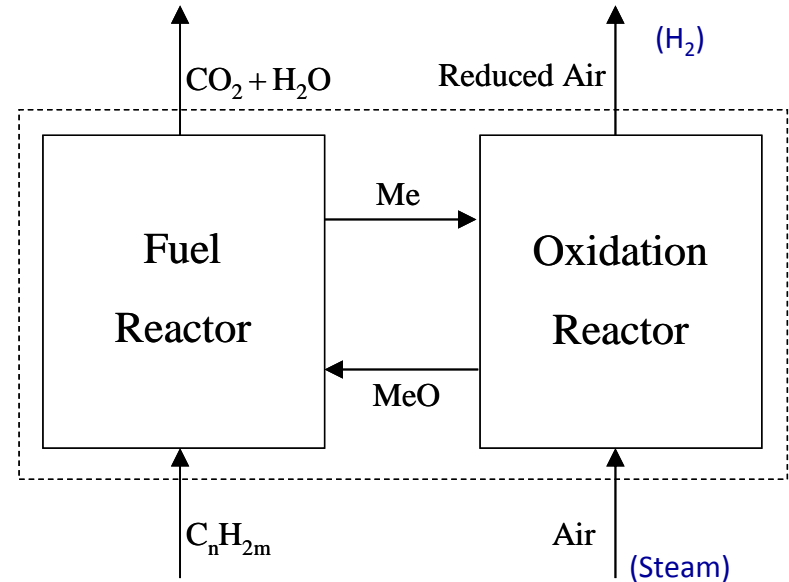 (H₂)
CO₂ + H₂O
Reduced Air
Me
Fuel
Reactor
Oxidation
Reactor
MeO
CₙH₂ₘ
Air
(Steam)